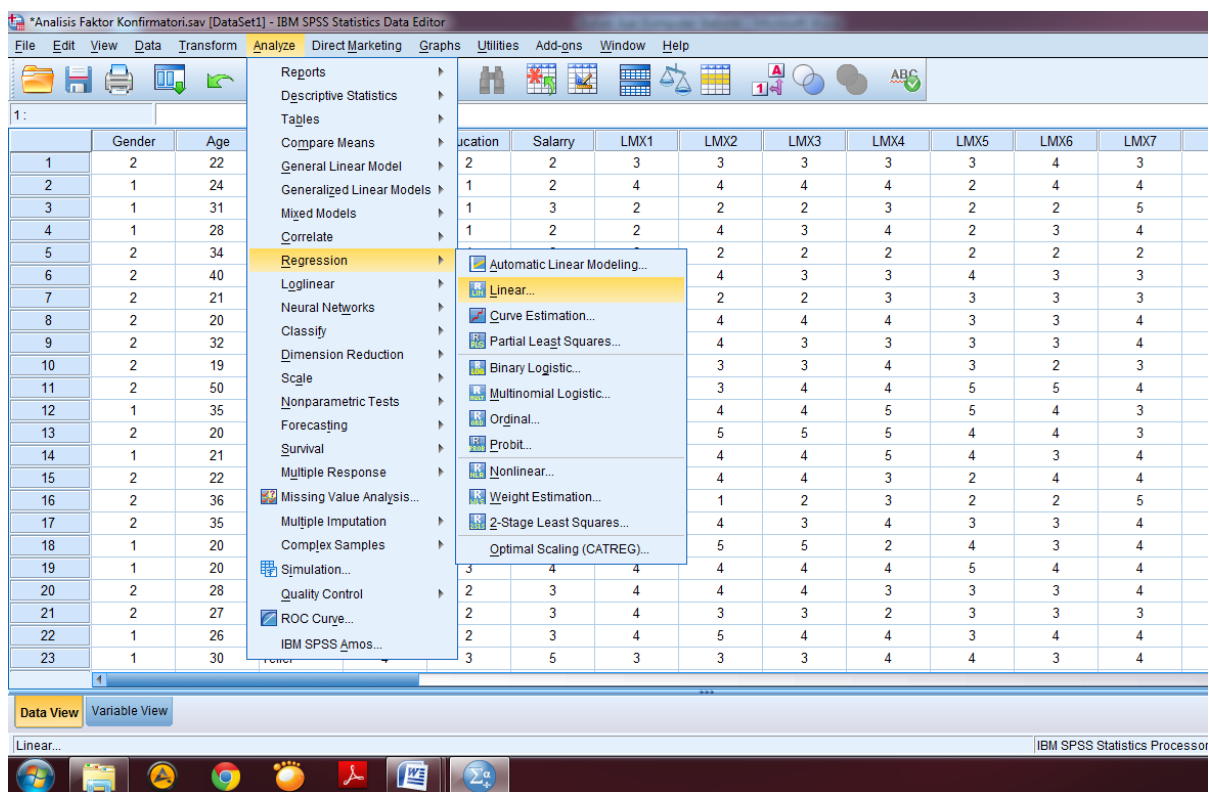 *Analisis Faktor Konfirmatori.sav [DataSet1] - IBM SPSS Statistics Data Editor
File Edit View Data Transform Analyze Direct Marketing Graphs Utilities Add-ons Window Help
1 :
Gender Age ucation Salarry LMX1 LMX2 LMX3 LMX4 LMX5 LMX6 LMX7
1 2 22 2 2 3 3 3 3 3 4 3
2 1 24 1 2 4 4 4 4 2 4 4
3 1 31 1 3 2 2 2 3 2 2 5
4 1 28 1 2 2 4 3 4 2 3 4
5 2 34 2 2 2 2 2 2
6 2 40 4 3 3 4 3 3
7 2 21 2 2 3 3 3 3
8 2 20 4 4 4 3 3 4
9 2 32 4 3 3 3 3 4
10 2 19 3 3 4 3 2 3
11 2 50 3 4 4 5 5 4
12 1 35 4 4 5 5 4 3
13 2 20 5 5 5 4 4 3
14 1 21 4 4 5 4 3 4
15 2 22 4 4 3 2 4 4
16 2 36 1 2 3 2 2 5
17 2 35 4 3 4 3 3 4
18 1 20 5 5 2 4 3 4
19 1 20 3 4 4 4 4 4 5 4 4
20 2 28 2 3 4 4 4 3 3 3 4
21 2 27 2 3 4 3 3 2 3 3 4
22 1 26 2 3 4 5 4 4 3 4 4
23 1 30 3 5 3 3 3 4 4 3 4
Reports
Descriptive Statistics
Tables
Compare Means
General Linear Model
Generalized Linear Models
Mixed Models
Correlate
Regression
Loglinear
Neural Networks
Classify
Dimension Reduction
Scale
Nonparametric Tests
Forecasting
Survival
Multiple Response
Missing Value Analysis...
Multiple Imputation
Complex Samples
Simulation...
Quality Control
ROC Curve...
IBM SPSS Amos...
Automatic Linear Modeling...
Linear...
Curve Estimation...
Partial Least Squares...
Binary Logistic...
Multinomial Logistic...
Ordinal...
Probit...
Nonlinear...
Weight Estimation...
2-Stage Least Squares...
Optimal Scaling (CATREG)...
Data View Variable View
Linear... IBM SPSS Statistics Processor